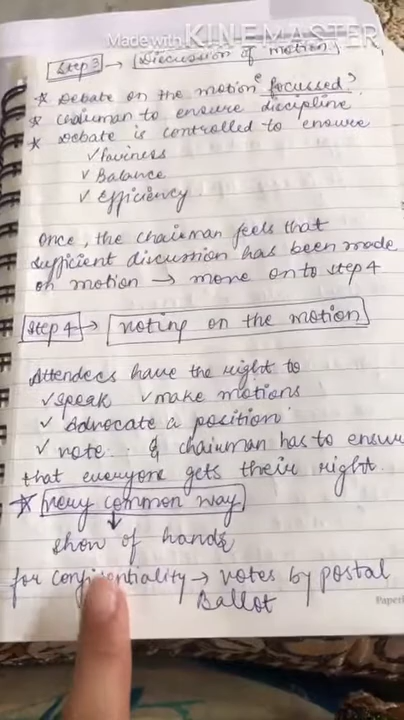 Made with KINEMASTER
Step 3 → Discussion of motion
* Debate on the motion "focussed"
* Chairman to ensure discipline
* Debate is controlled to ensure
✓ Fairness
✓ Balance
✓ Efficiency
Once, the chairman feels that
sufficient discussion has been made
on motion → move on to step 4
Step 4 → Voting on the motion
Attendees have the right to
✓ speak ✓ make motions
✓ Advocate a position
✓ vote & chairman has to ensure
that everyone gets their right.
* Very common way
↓
show of hands
for confidentiality → votes by postal
Ballot